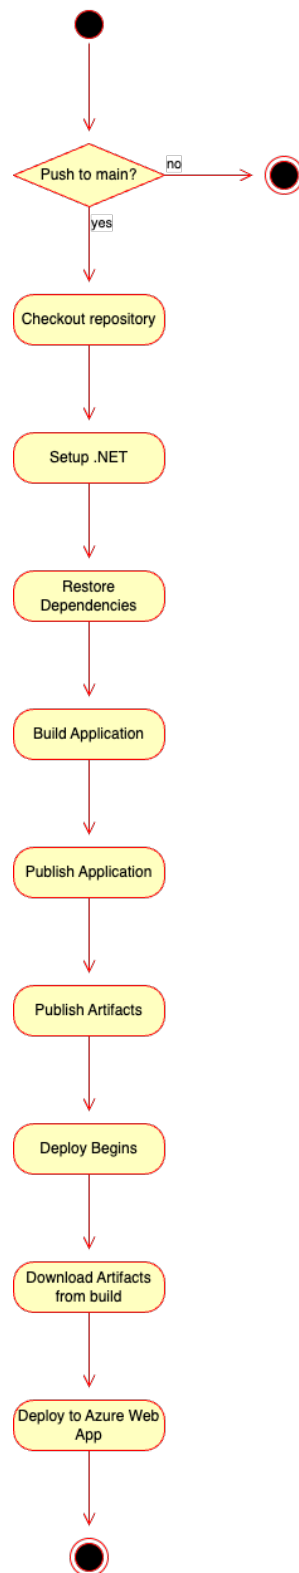 Push to main?
no
yes
Checkout repository
Setup .NET
Restore
Dependencies
Build Application
Publish Application
Publish Artifacts
Deploy Begins
Download Artifacts
from build
Deploy to Azure Web
App